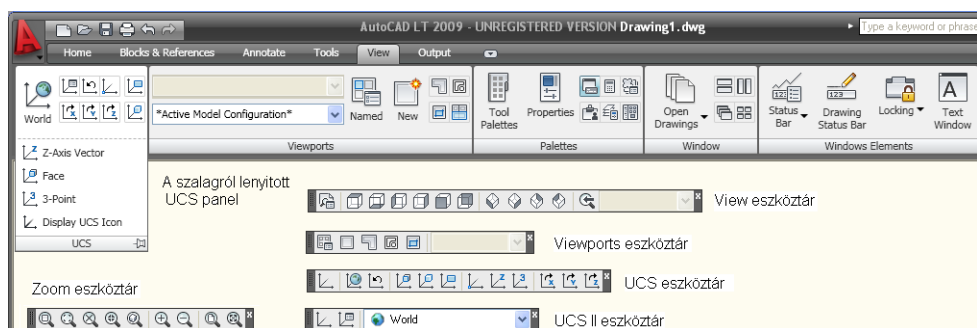 AutoCAD LT 2009 - UNREGISTERED VERSION Drawing1.dwg
Type a keyword or phrase
Home Blocks & References Annotate Tools View Output
World
*Active Model Configuration*
Named
New
Tool Palettes
Properties
Open Drawings
Status Bar
Drawing Status Bar
Locking
Text Window
Viewports
Palettes
Window
Windows Elements
Z-Axis Vector
Face
3-Point
Display UCS Icon
UCS
A szalagról lenyitott
UCS panel
View eszköztár
Viewports eszköztár
UCS eszköztár
Zoom eszköztár
World
UCS II eszköztár